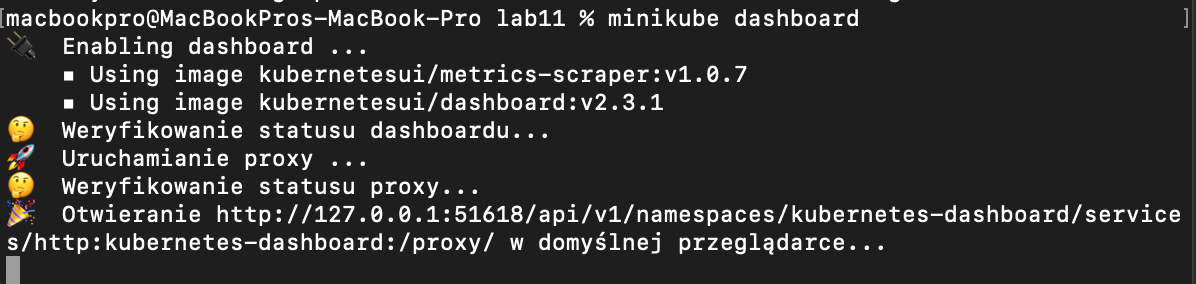 [macbookpro@MacBookPros-MacBook-Pro lab11 % minikube dashboard ]
🔌 Enabling dashboard ...
▪ Using image kubernetesui/metrics-scraper:v1.0.7
▪ Using image kubernetesui/dashboard:v2.3.1
🤔 Weryfikowanie statusu dashboardu...
🚀 Uruchamianie proxy ...
🤔 Weryfikowanie statusu proxy...
🎉 Otwieranie http://127.0.0.1:51618/api/v1/namespaces/kubernetes-dashboard/service
s/http:kubernetes-dashboard:/proxy/ w domyślnej przeglądarce...